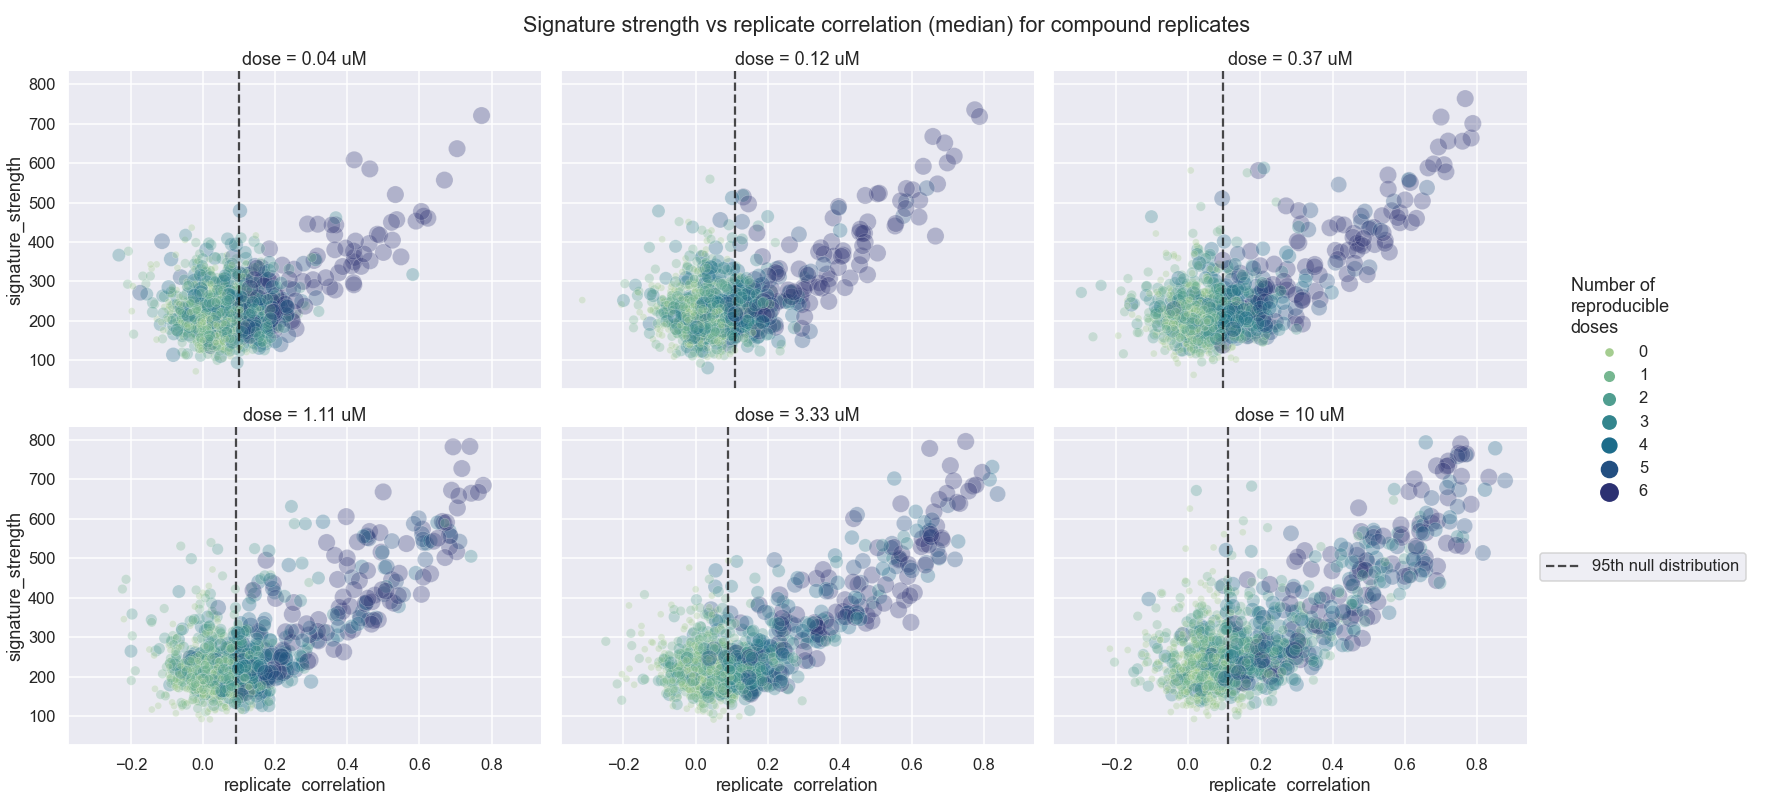 Signature strength vs replicate correlation (median) for compound replicates
dose = 0.04 uM
dose = 0.12 uM
dose = 0.37 uM
800
700
600
500
400
300
200
100
signature_strength
dose = 1.11 uM
dose = 3.33 uM
dose = 10 uM
800
700
600
500
400
300
200
100
signature_strength
−0.2 0.0 0.2 0.4 0.6 0.8
−0.2 0.0 0.2 0.4 0.6 0.8
−0.2 0.0 0.2 0.4 0.6 0.8
replicate_correlation
replicate_correlation
replicate_correlation
Number of
reproducible
doses
0
1
2
3
4
5
6
95th null distribution